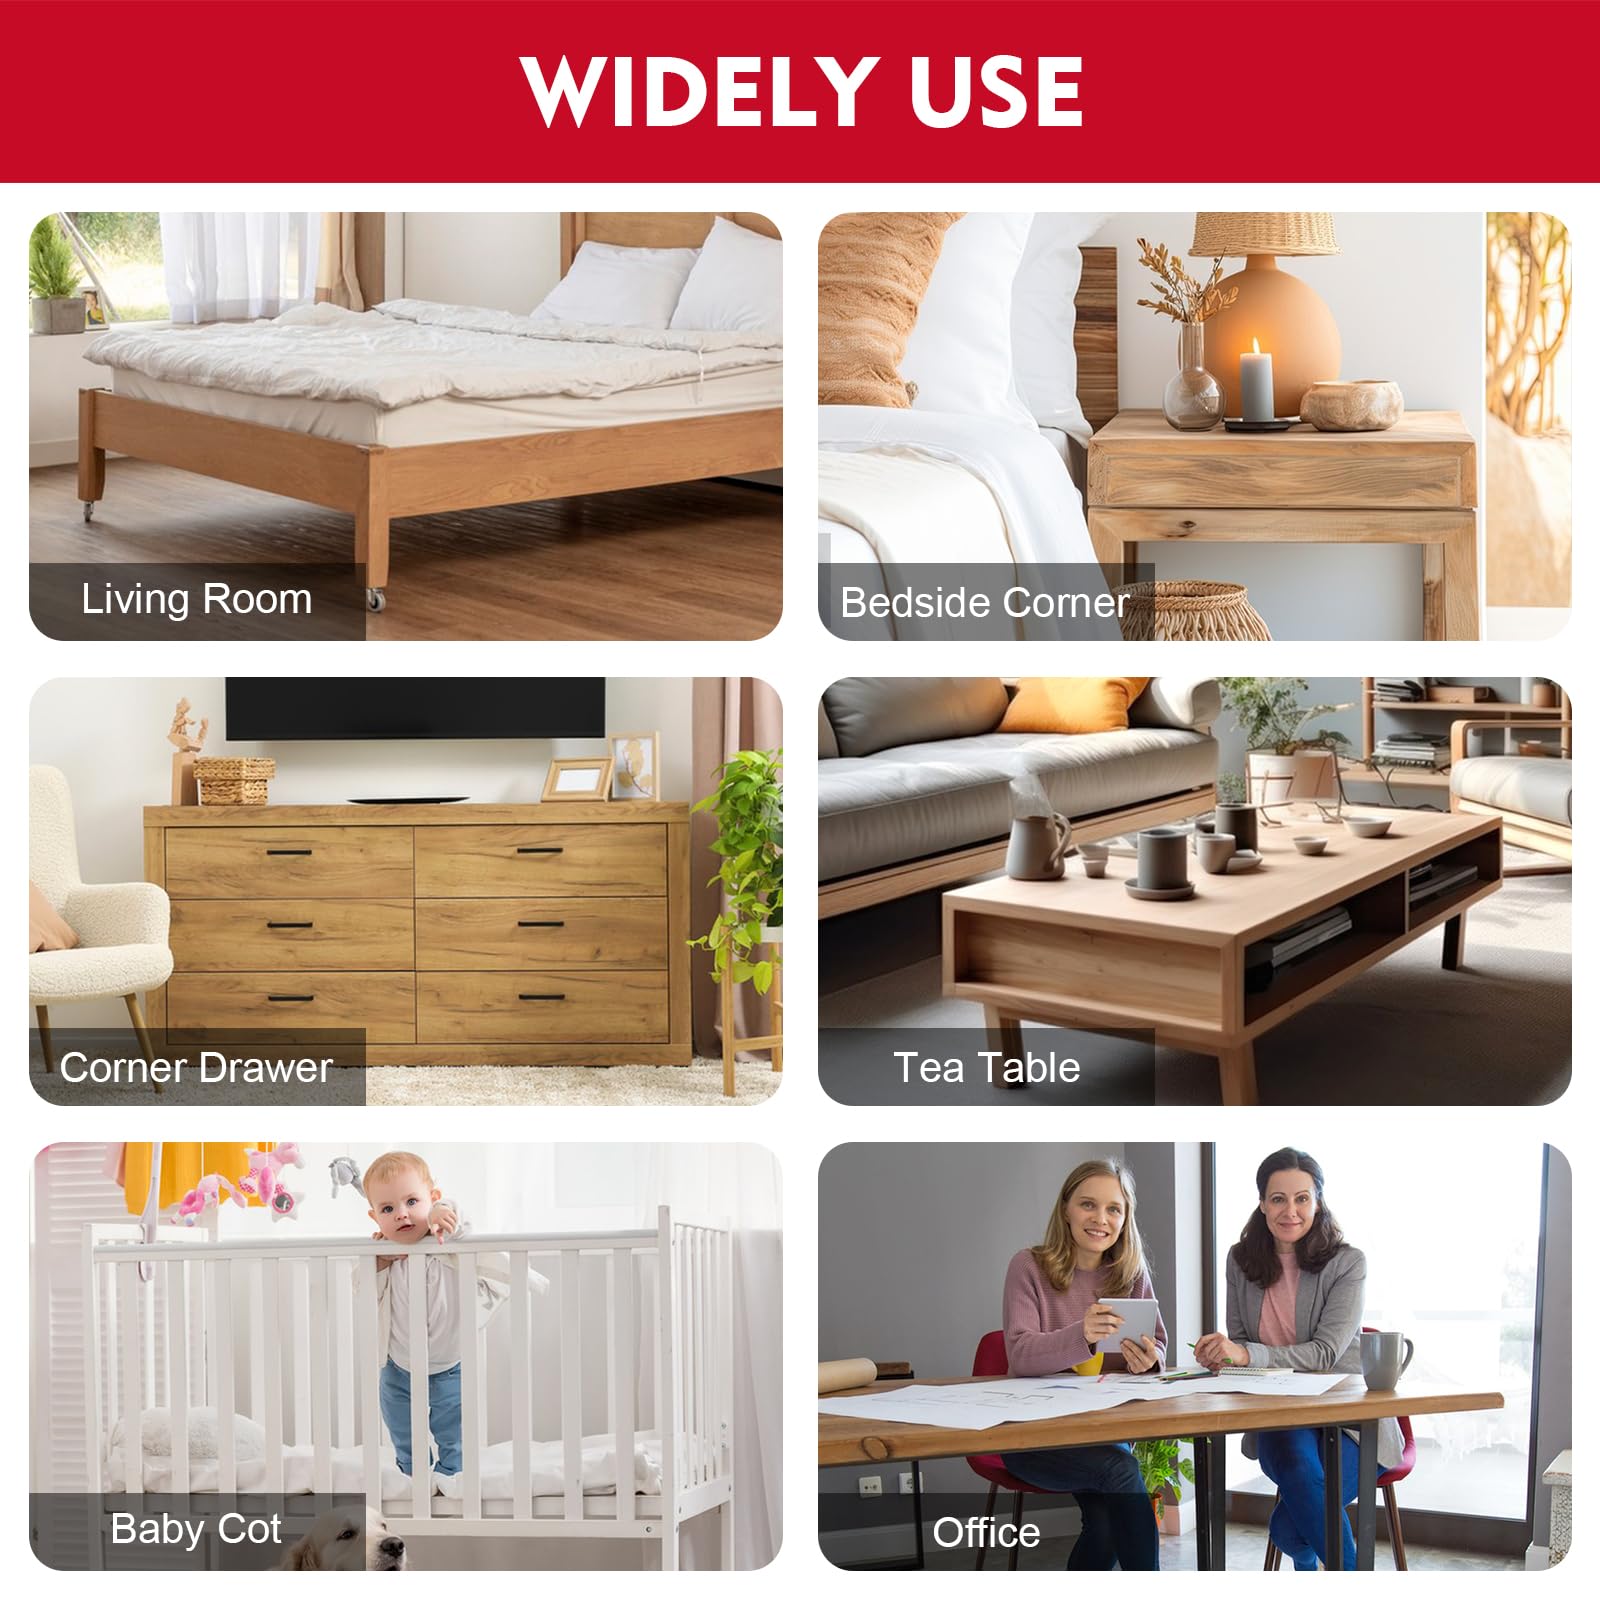 WIDELY USE
Living Room
Bedside Corner
Corner Drawer
Tea Table
Baby Cot
Office